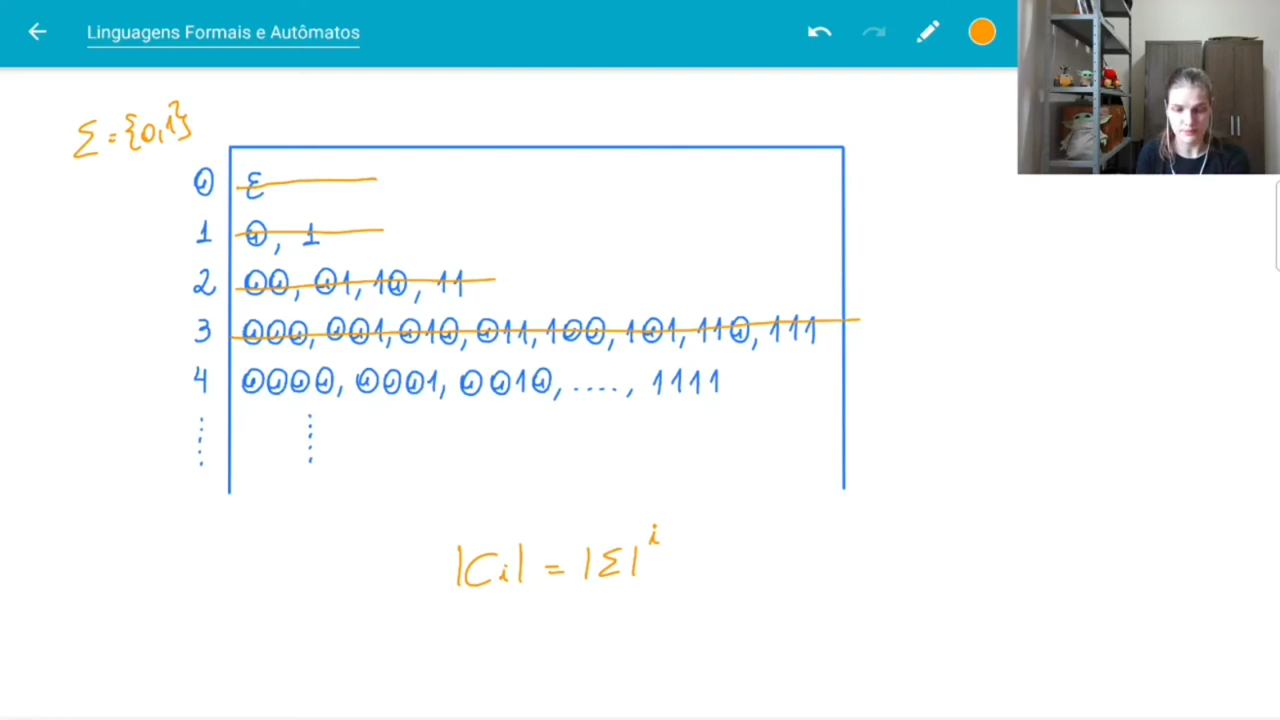 Linguagens Formais e Autômatos
Σ = {0,1}
0 ε
1 0, 1
2 00, 01, 10, 11
3 000, 001, 010, 011, 100, 101, 110, 111
4 0000, 0001, 0010, ...., 1111
|Ci| = |Σ|^i